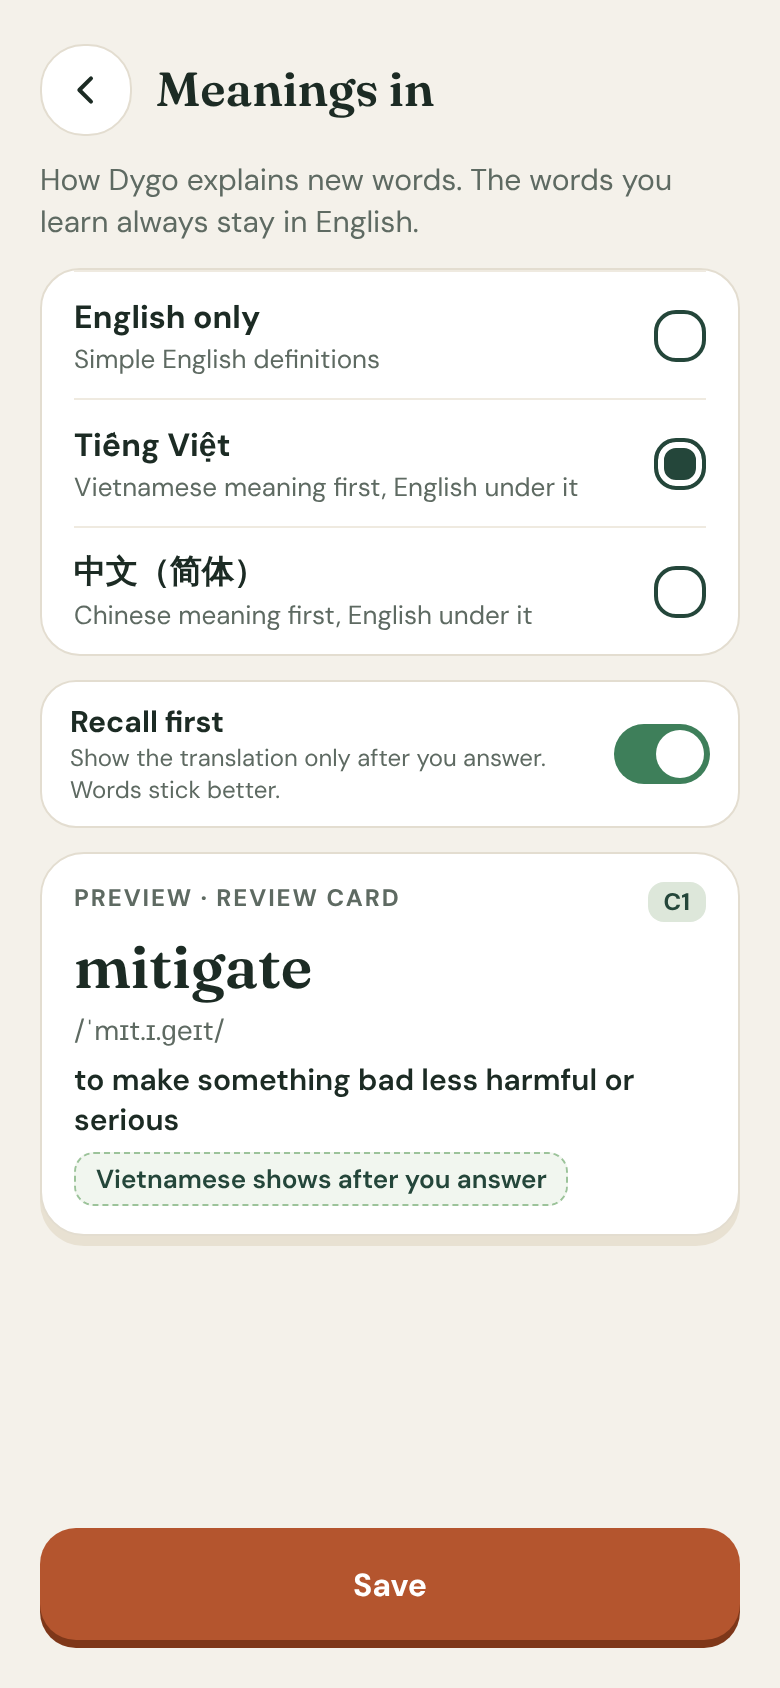 Meanings in
How Dygo explains new words. The words you
learn always stay in English.
English only
Simple English definitions
Tiếng Việt
Vietnamese meaning first, English under it
中文（简体）
Chinese meaning first, English under it
Recall first
Show the translation only after you answer.
Words stick better.
PREVIEW · REVIEW CARD
C1
mitigate
/ˈmɪt.ɪ.ɡeɪt/
to make something bad less harmful or
serious
Vietnamese shows after you answer
Save